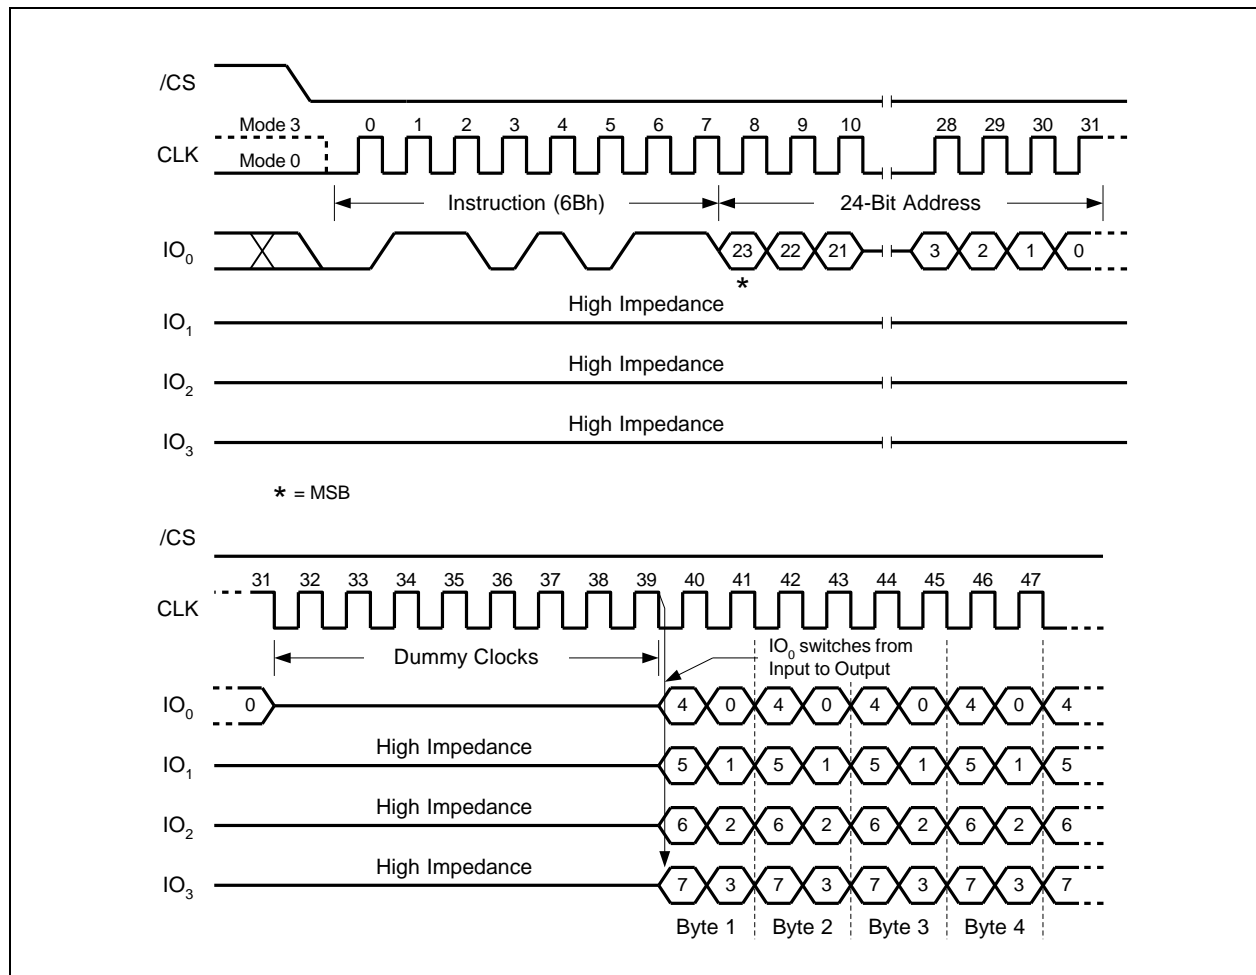 /CS
Mode 3 0 1 2 3 4 5 6 7 8 9 10 28 29 30 31
CLK
Mode 0
Instruction (6Bh) 24-Bit Address
IO0 23 22 21 3 2 1 0
*
High Impedance
IO1
High Impedance
IO2
High Impedance
IO3
* = MSB
/CS
31 32 33 34 35 36 37 38 39 40 41 42 43 44 45 46 47
CLK
Dummy Clocks
IO0 switches from
Input to Output
IO0 0 4 0 4 0 4 0 4 0 4
High Impedance
IO1 5 1 5 1 5 1 5 1 5
High Impedance
IO2 6 2 6 2 6 2 6 2 6
High Impedance
IO3 7 3 7 3 7 3 7 3 7
Byte 1 Byte 2 Byte 3 Byte 4